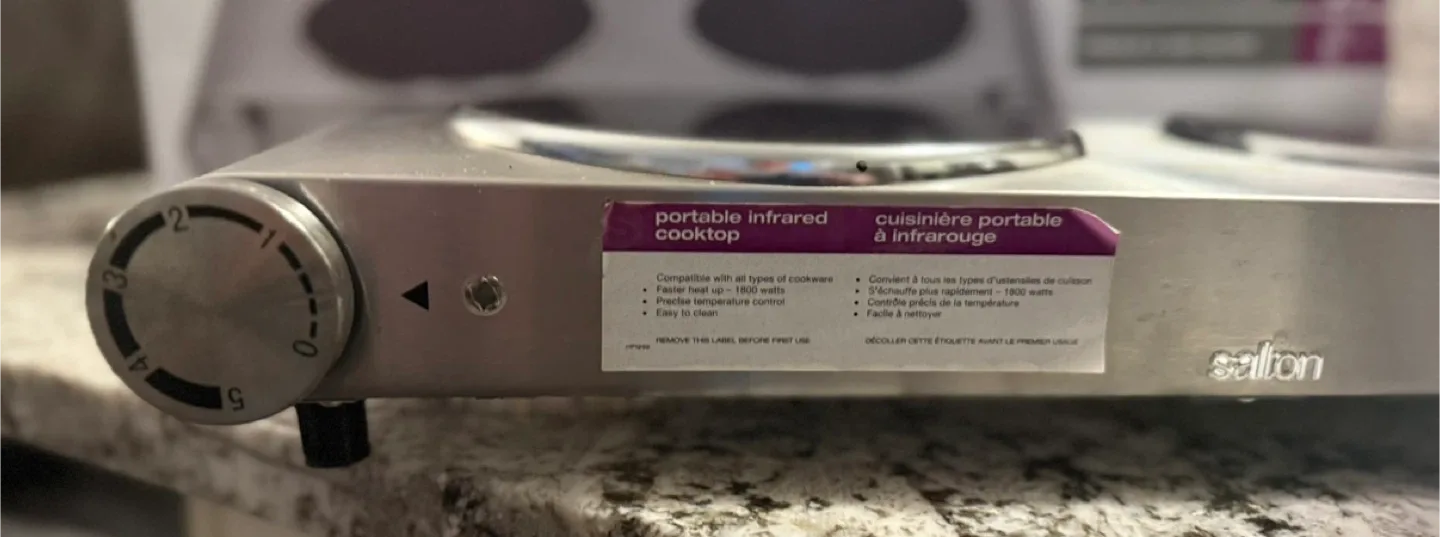 2
1
3
0
4
5
portable infrared
cooktop
Compatible with all types of cookware
• Faster heat up – 1800 watts
• Precise temperature control
• Easy to clean
REMOVE THIS LABEL BEFORE FIRST USE
cuisinière portable
à infrarouge
• Convient à tous les types d'ustensiles de cuisson
• S'échauffe plus rapidement – 1800 watts
• Contrôle précis de la température
• Facile à nettoyer
DÉCOLLER CETTE ÉTIQUETTE AVANT LE PREMIER USAGE
salton